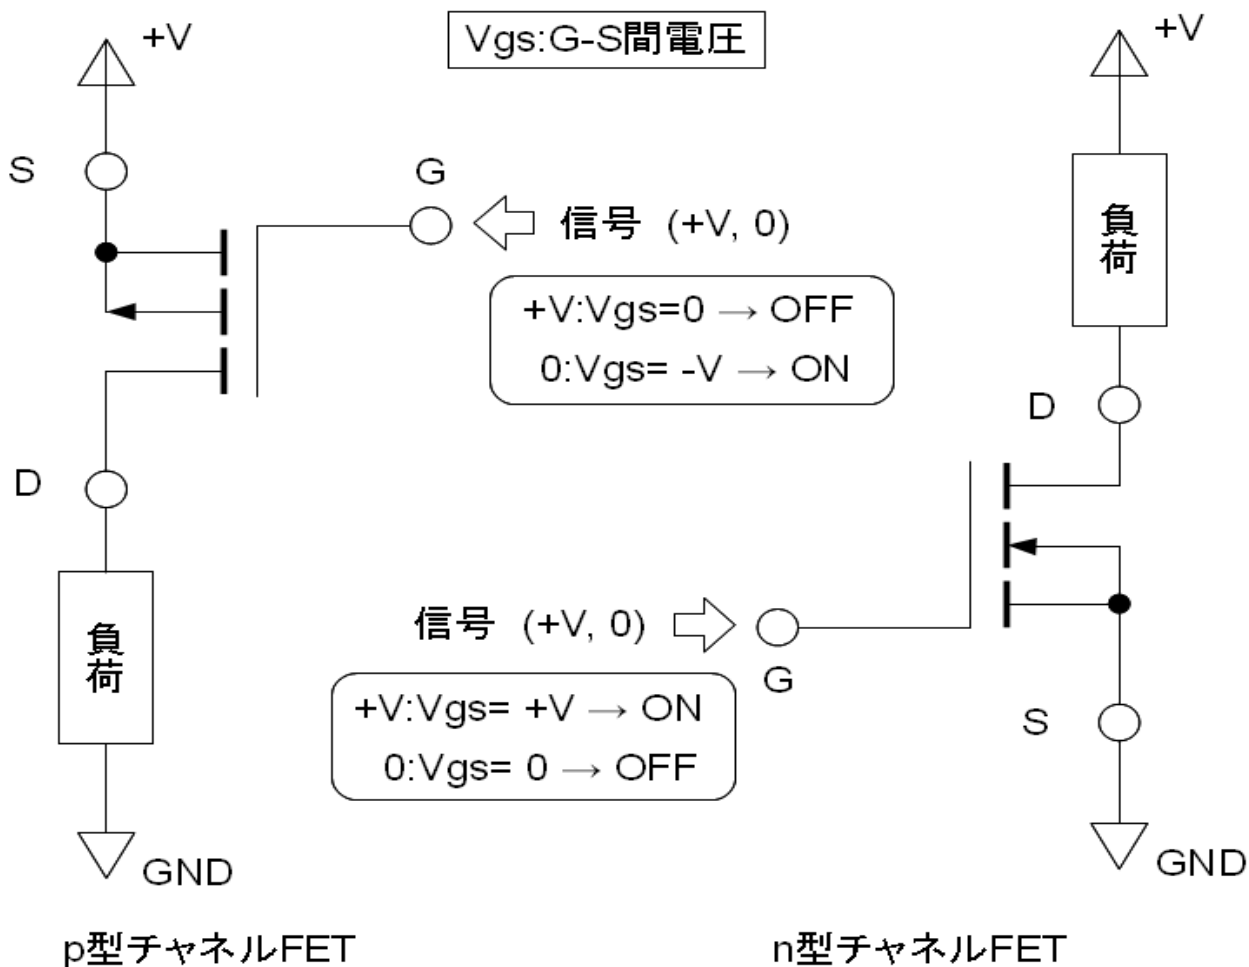 Vgs:G-S間電圧
+V
S
G
信号 (+V, 0)
+V:Vgs=0 → OFF
0:Vgs= -V → ON
D
負荷
GND
p型チャネルFET
+V
負荷
D
信号 (+V, 0)
G
+V:Vgs= +V → ON
0:Vgs= 0 → OFF
S
GND
n型チャネルFET